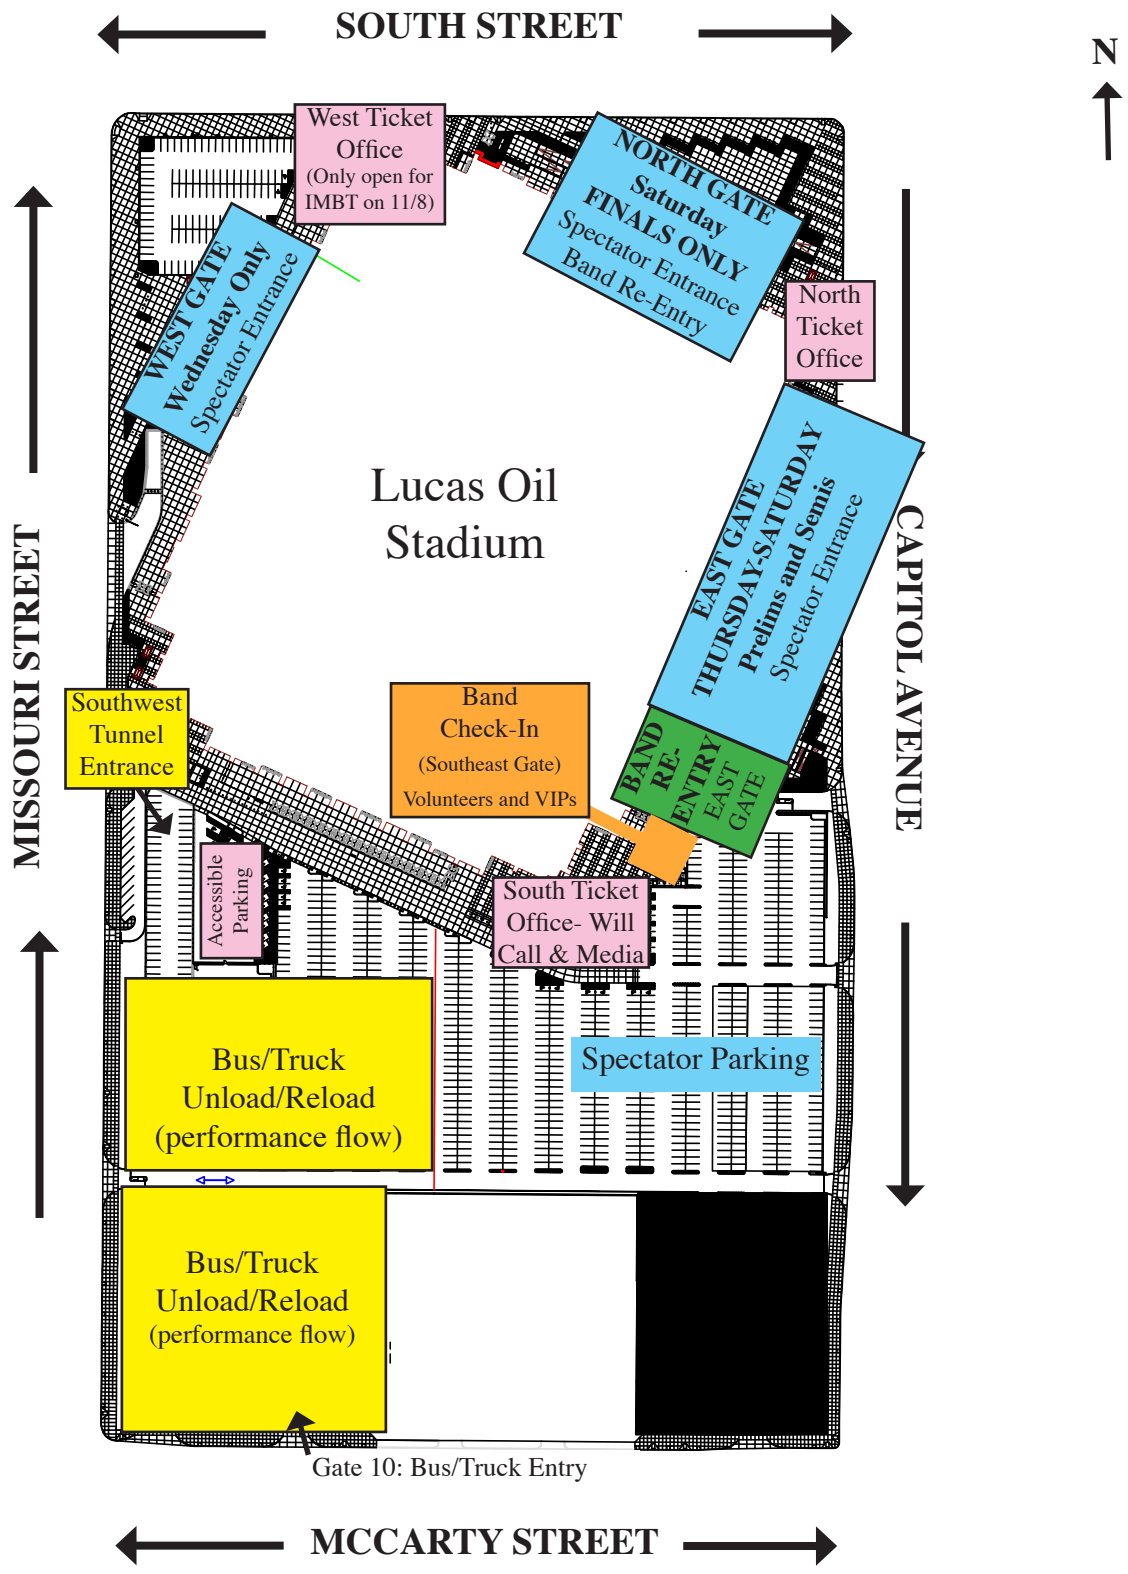 SOUTH STREET
N
West Ticket
Office
(Only open for
IMBT on 11/8)
NORTH GATE
Saturday
FINALS ONLY
Spectator Entrance
Band Re-Entry
WEST GATE
Wednesday Only
Spectator Entrance
North
Ticket
Office
Lucas Oil
Stadium
EAST GATE
THURSDAY-SATURDAY
Prelims and Semis
Spectator Entrance
CAPITOL AVENUE
MISSOURI STREET
Southwest
Tunnel
Entrance
Band
Check-In
(Southeast Gate)
Volunteers and VIPs
BAND
RE-
ENTRY
EAST
GATE
Accessible
Parking
South Ticket
Office- Will
Call & Media
Bus/Truck
Unload/Reload
(performance flow)
Spectator Parking
Bus/Truck
Unload/Reload
(performance flow)
Gate 10: Bus/Truck Entry
MCCARTY STREET